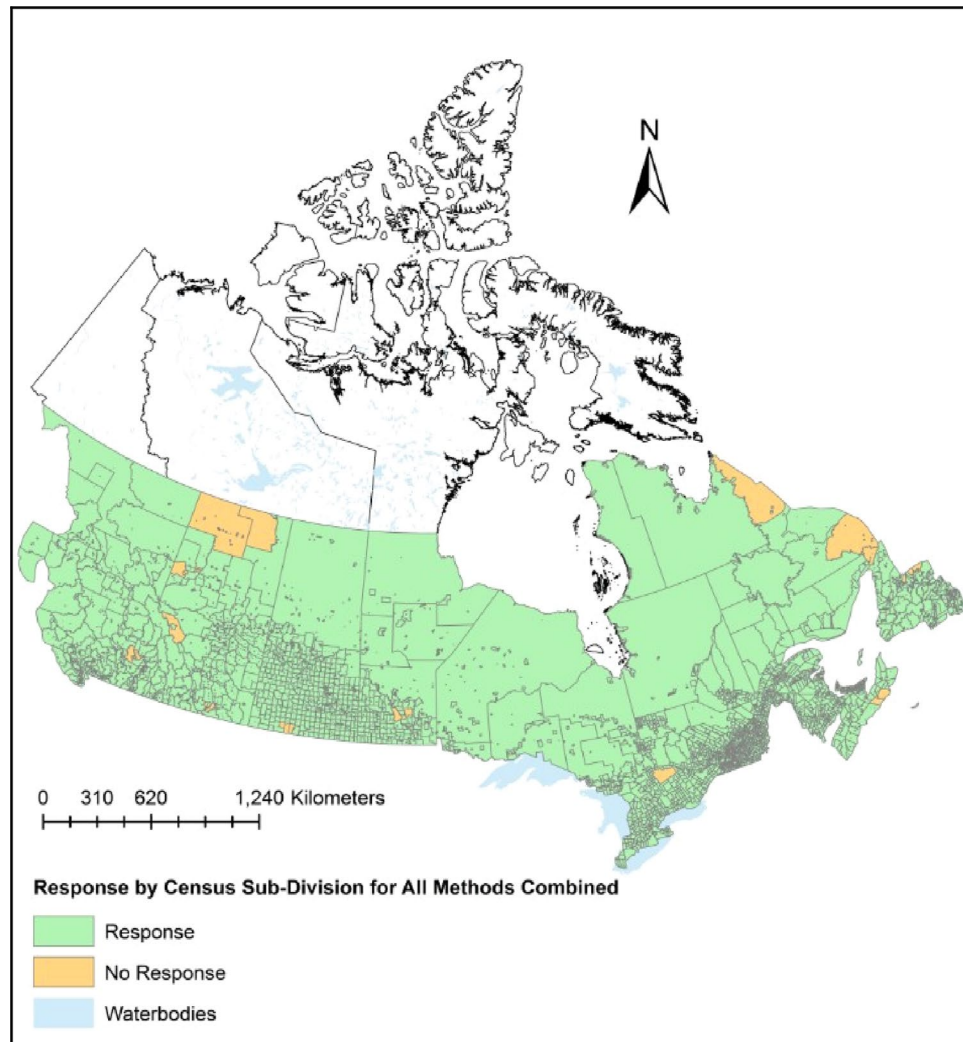 N
0 310 620 1,240 Kilometers
Response by Census Sub-Division for All Methods Combined
Response
No Response
Waterbodies